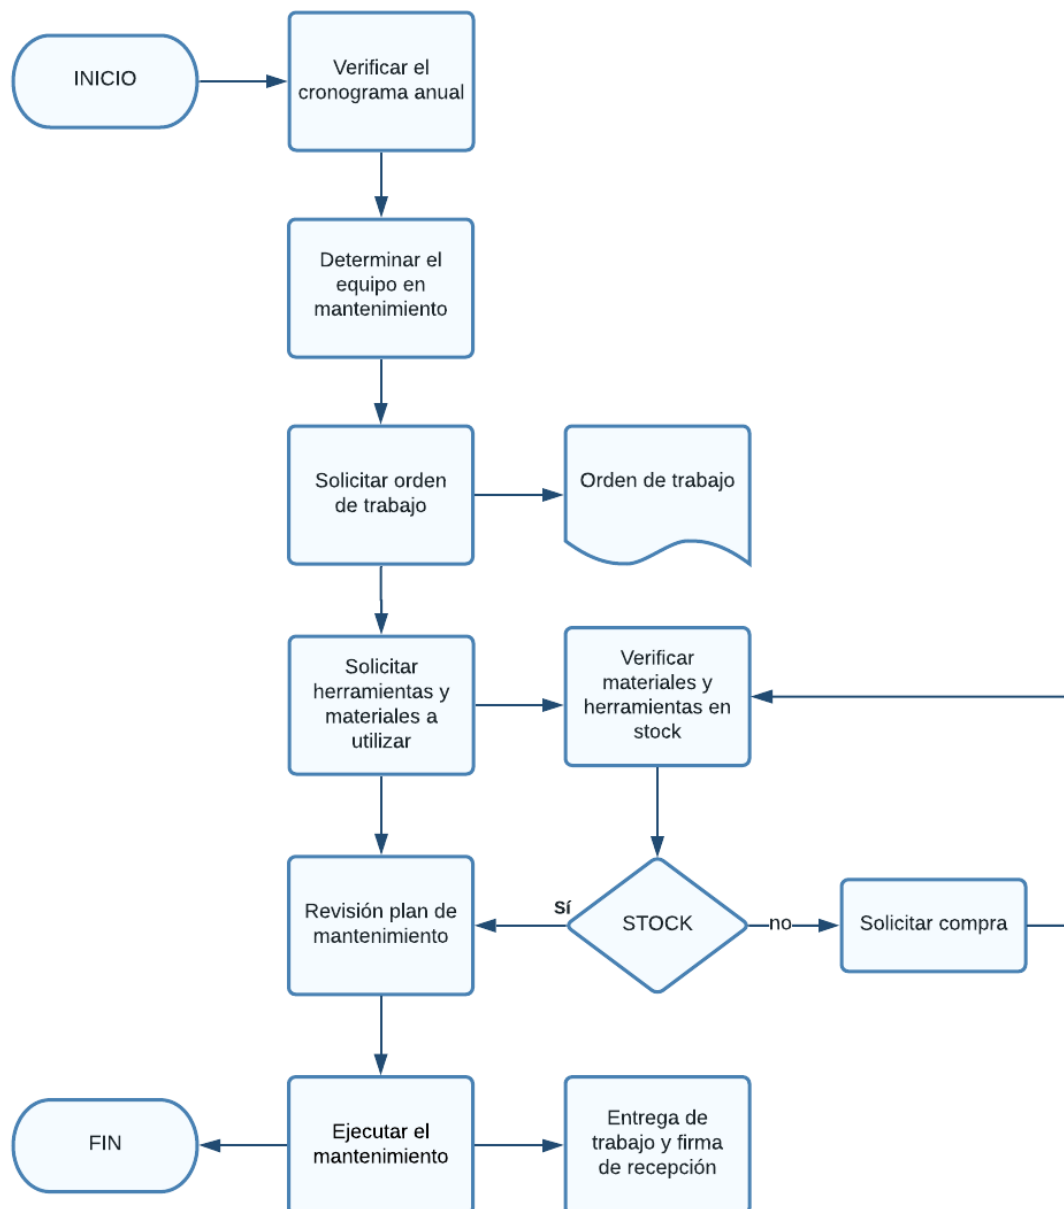 INICIO
Verificar el
cronograma anual
Determinar el
equipo en
mantenimiento
Solicitar orden
de trabajo
Orden de trabajo
Solicitar
herramientas y
materiales a
utilizar
Verificar
materiales y
herramientas en
stock
Revisión plan de
mantenimiento
Sí
STOCK
no
Solicitar compra
FIN
Ejecutar el
mantenimiento
Entrega de
trabajo y firma
de recepción